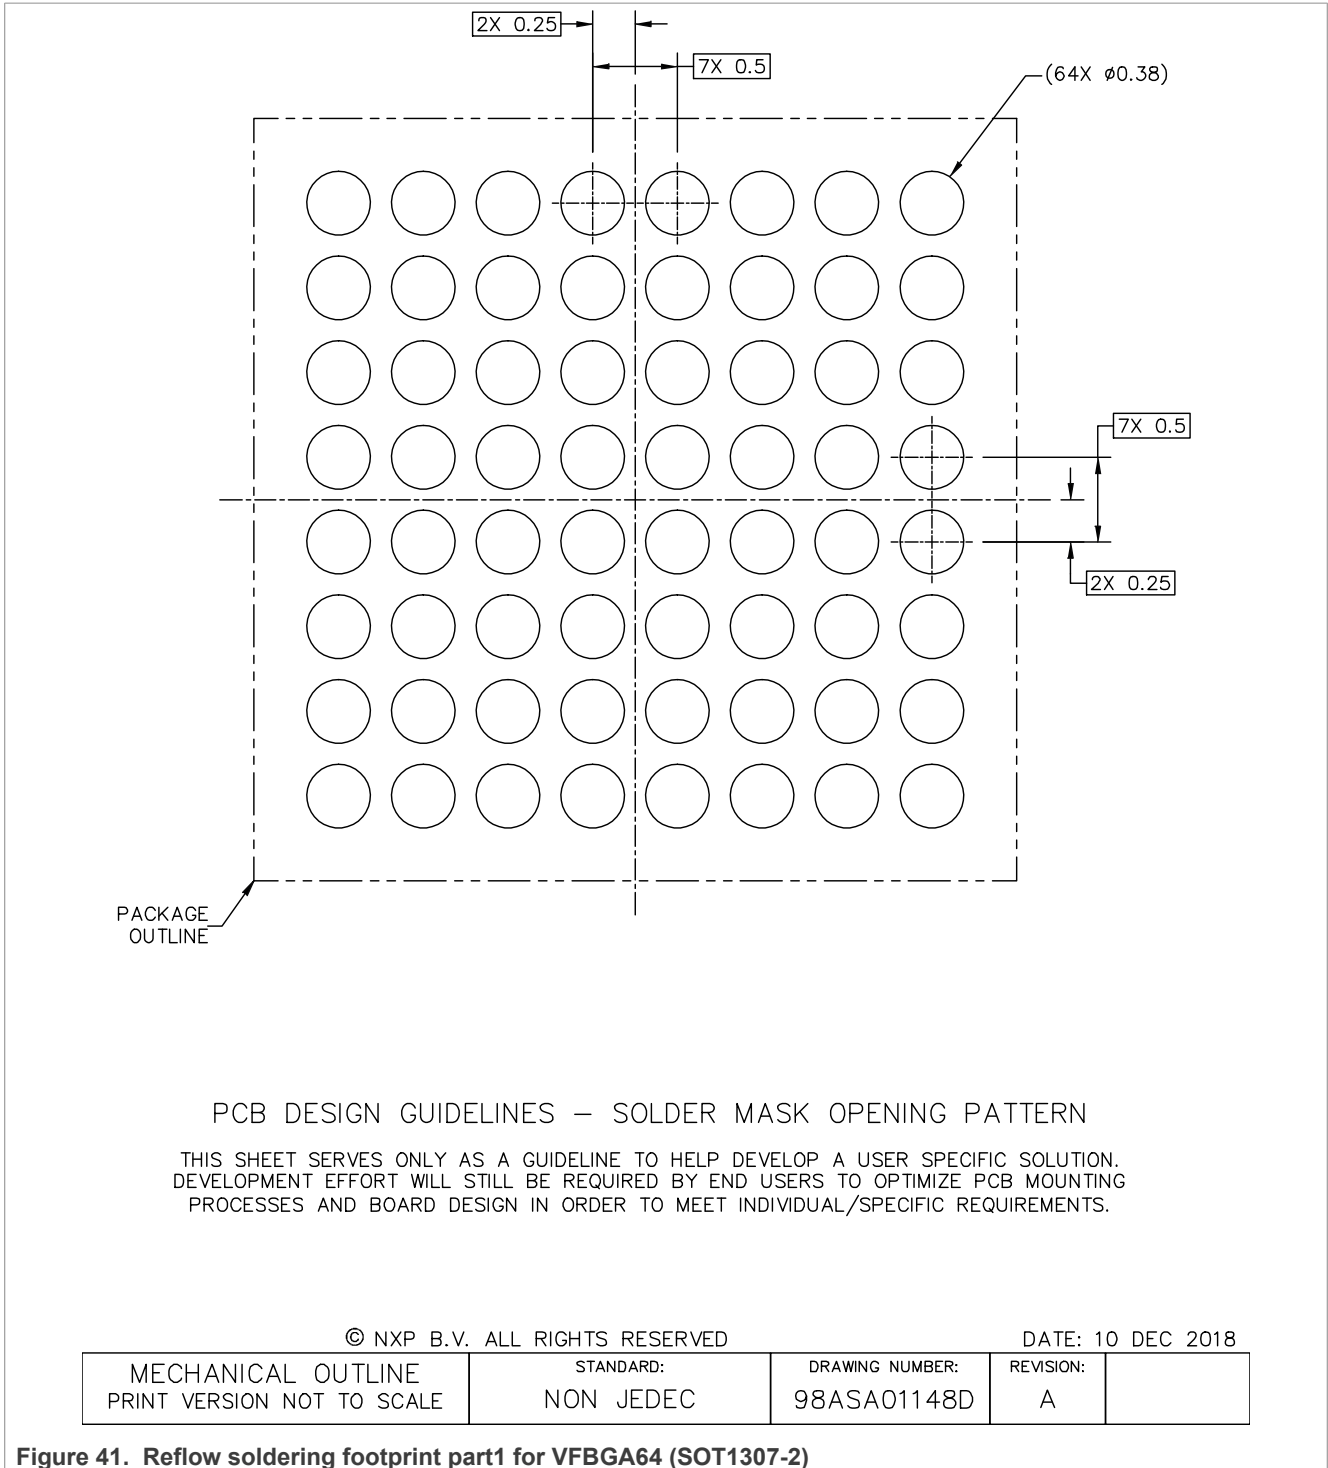 2X 0.25
7X 0.5
(64X ø0.38)
7X 0.5
2X 0.25
PACKAGE
OUTLINE
PCB DESIGN GUIDELINES – SOLDER MASK OPENING PATTERN
THIS SHEET SERVES ONLY AS A GUIDELINE TO HELP DEVELOP A USER SPECIFIC SOLUTION.
DEVELOPMENT EFFORT WILL STILL BE REQUIRED BY END USERS TO OPTIMIZE PCB MOUNTING
PROCESSES AND BOARD DESIGN IN ORDER TO MEET INDIVIDUAL/SPECIFIC REQUIREMENTS.
© NXP B.V. ALL RIGHTS RESERVED
DATE: 10 DEC 2018
MECHANICAL OUTLINE
PRINT VERSION NOT TO SCALE
STANDARD:
NON JEDEC
DRAWING NUMBER:
98ASA01148D
REVISION:
A
Figure 41. Reflow soldering footprint part1 for VFBGA64 (SOT1307-2)